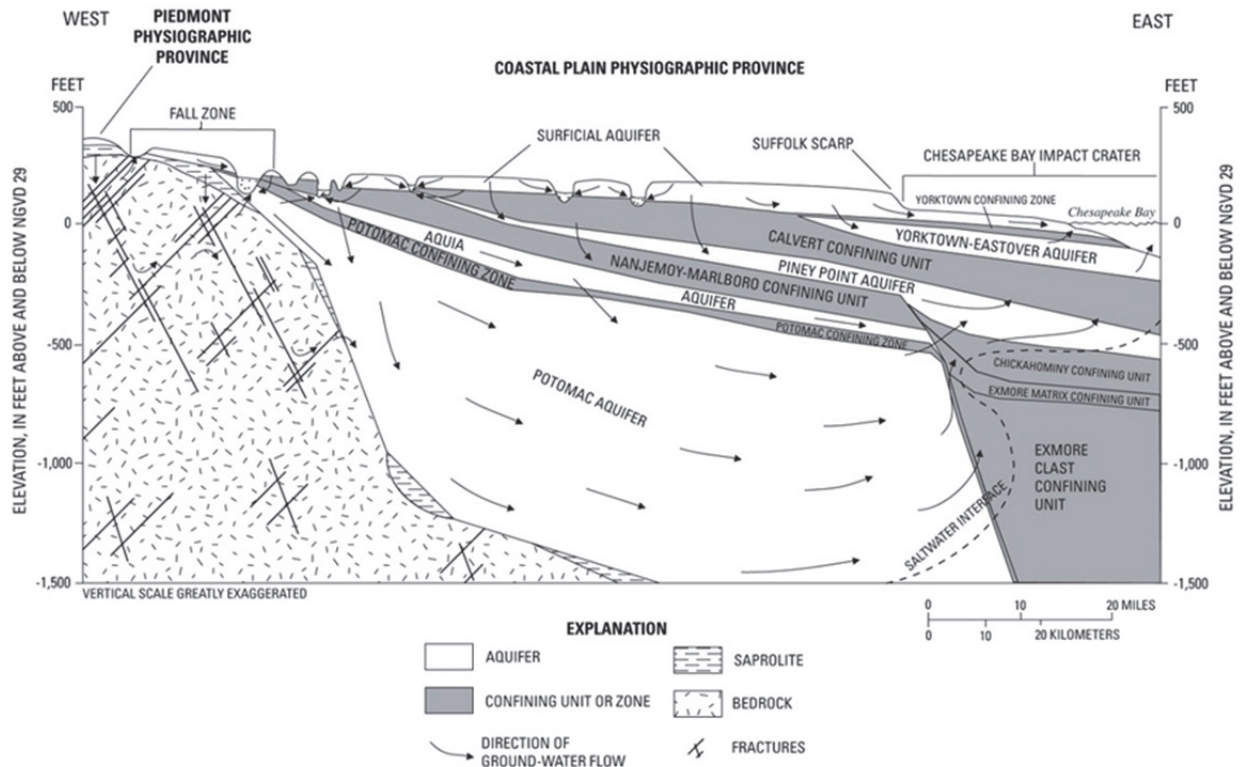 WEST
PIEDMONT
PHYSIOGRAPHIC
PROVINCE
EAST
COASTAL PLAIN PHYSIOGRAPHIC PROVINCE
FEET
FEET
500
500
FALL ZONE
SURFICIAL AQUIFER
SUFFOLK SCARP
CHESAPEAKE BAY IMPACT CRATER
YORKTOWN CONFINING ZONE
Chesapeake Bay
0
0
YORKTOWN-EASTOVER AQUIFER
CALVERT CONFINING UNIT
PINEY POINT AQUIFER
NANJEMOY-MARLBORO CONFINING UNIT
AQUIA
AQUIFER
POTOMAC CONFINING ZONE
POTOMAC CONFINING ZONE
-500
-500
CHICKAHOMINY CONFINING UNIT
EXMORE MATRIX CONFINING UNIT
POTOMAC AQUIFER
EXMORE
CLAST
CONFINING
UNIT
-1,000
-1,000
SALTWATER INTERFACE
-1,500
-1,500
ELEVATION, IN FEET ABOVE AND BELOW NGVD 29
ELEVATION, IN FEET ABOVE AND BELOW NGVD 29
VERTICAL SCALE GREATLY EXAGGERATED
0 10 20 MILES
0 10 20 KILOMETERS
EXPLANATION
AQUIFER
SAPROLITE
CONFINING UNIT OR ZONE
BEDROCK
DIRECTION OF
GROUND-WATER FLOW
FRACTURES